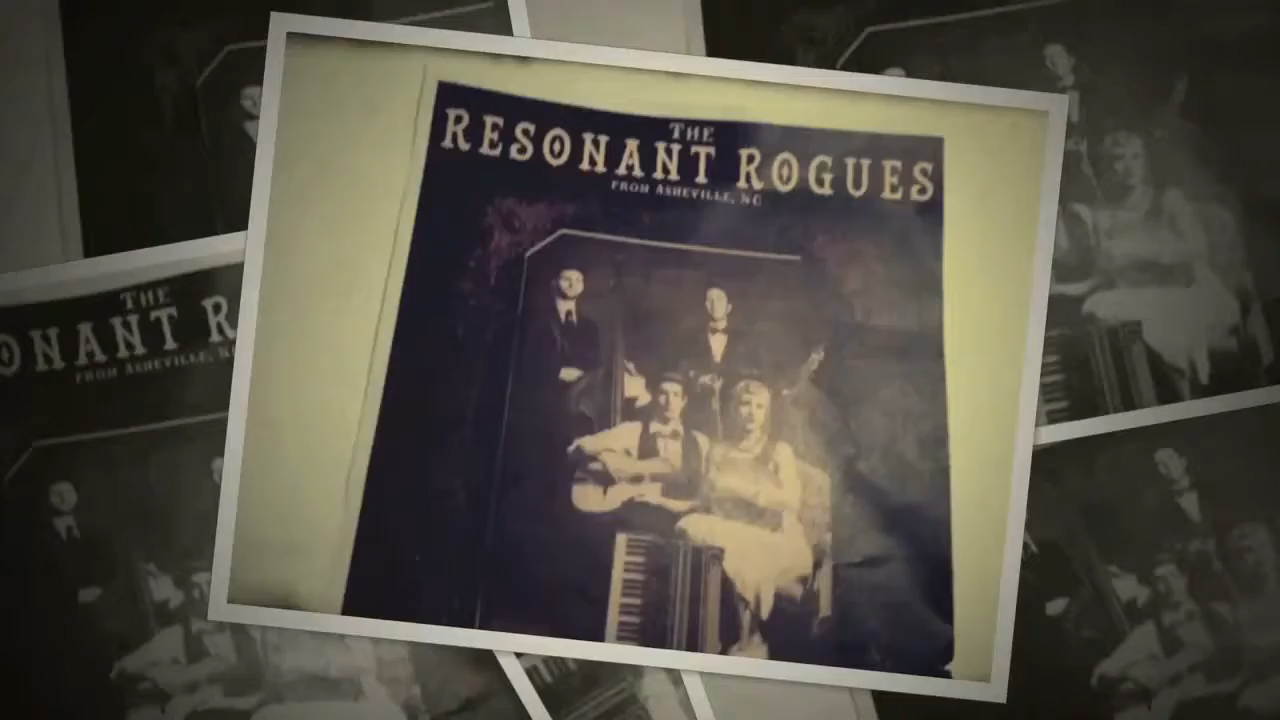 THE
RESONANT ROGUES
FROM ASHEVILLE, NC
THE
ONANT R
FROM ASHEVILLE, N